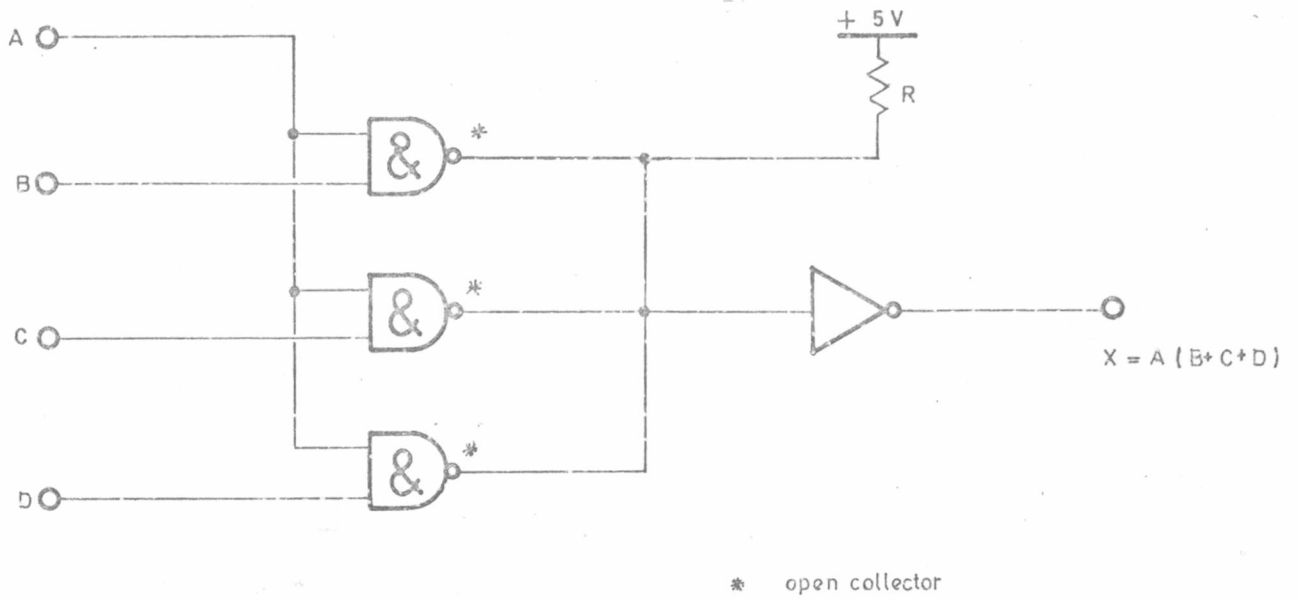 + 5V
A
R
&
*
B
&
*
C
X = A (B+C+D)
&
*
D
* open collector